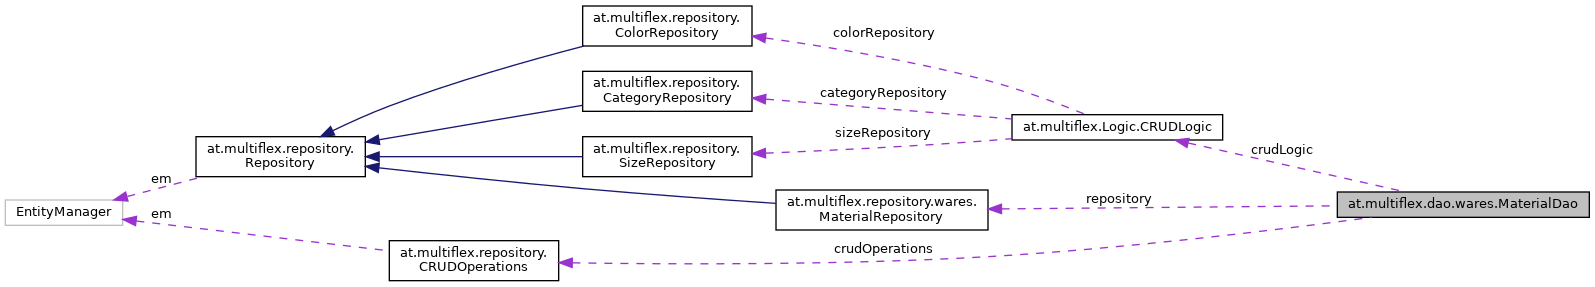 at.multiflex.repository.
ColorRepository
colorRepository
at.multiflex.repository.
CategoryRepository
categoryRepository
at.multiflex.Logic.CRUDLogic
sizeRepository
at.multiflex.repository.
Repository
at.multiflex.repository.
SizeRepository
crudLogic
em
EntityManager
em
at.multiflex.repository.wares.
MaterialRepository
repository
at.multiflex.dao.wares.MaterialDao
at.multiflex.repository.
CRUDOperations
crudOperations